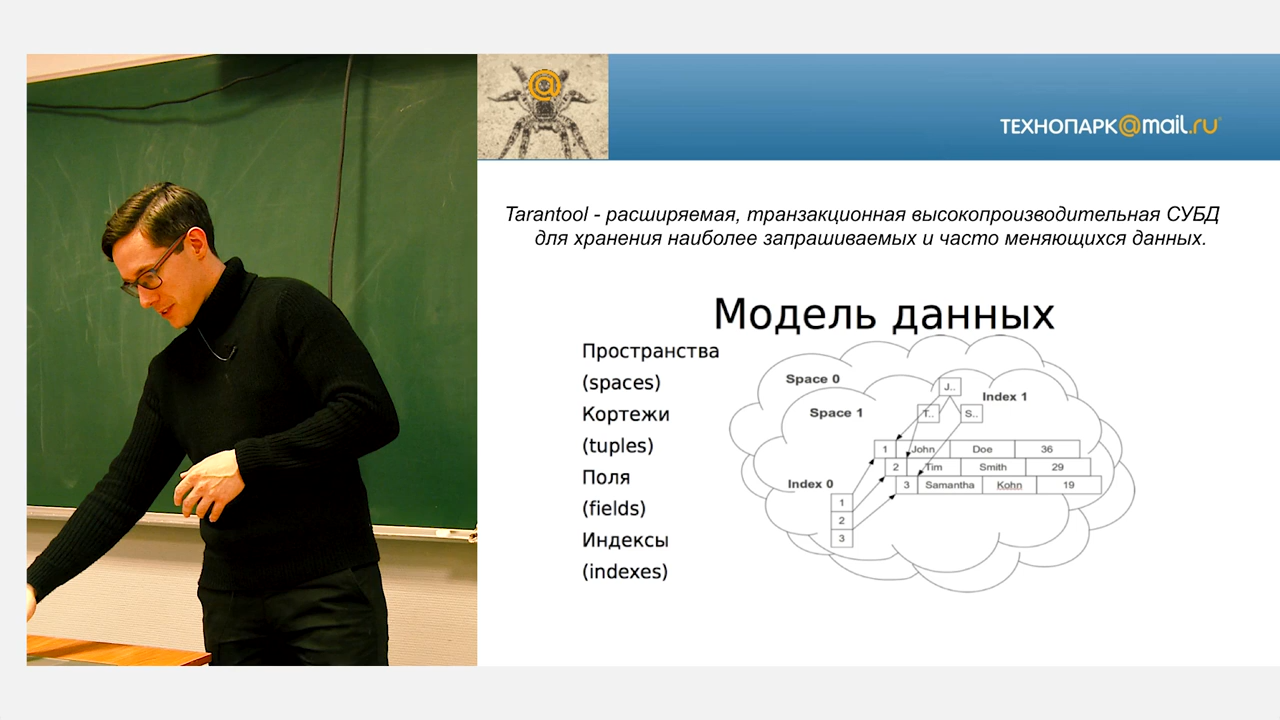 @
ТЕХНОПАРК@mail.ru
Tarantool - расширяемая, транзакционная высокопроизводительная СУБД
для хранения наиболее запрашиваемых и часто меняющихся данных.
Модель данных
Пространства
(spaces)
Кортежи
(tuples)
Поля
(fields)
Индексы
(indexes)
Space 0
Space 1
Index 1
J..
T.. S..
1 John Doe 36
2 Tim Smith 29
3 Samantha Kohn 19
Index 0
1
2
3